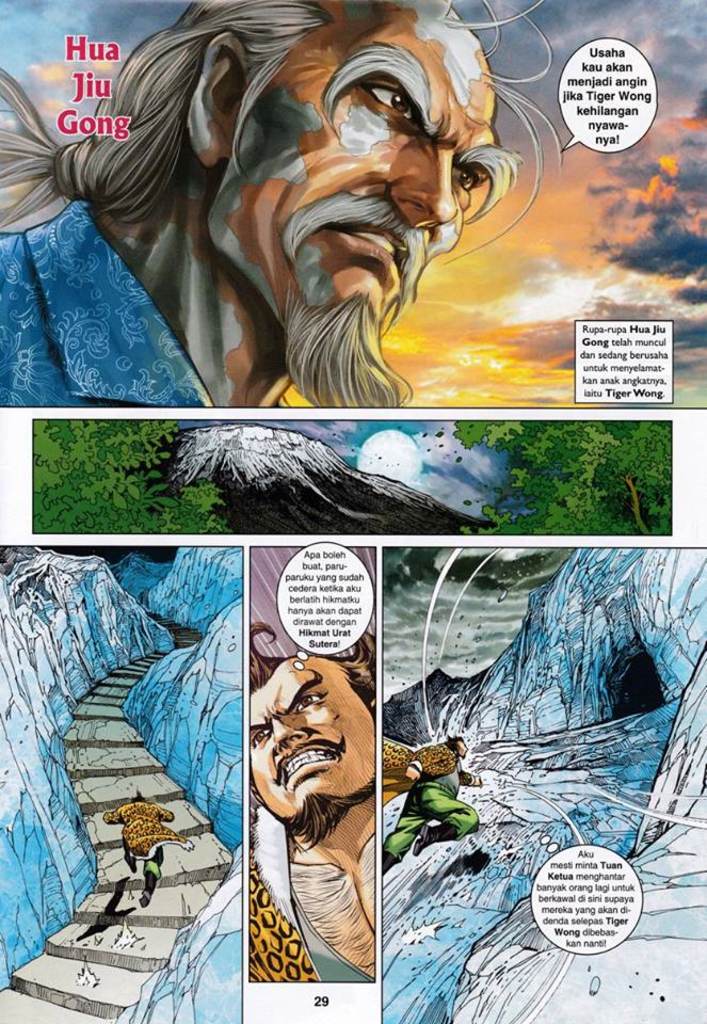 Hua
Jiu
Gong
Usaha
kau akan
menjadi angin
jika Tiger Wong
kehilangan
nyawa-
nya!
Rupa-rupa Hua Jiu
Gong telah muncul
dan sedang berusaha
untuk menyelamat-
kan anak angkatnya,
iaitu Tiger Wong.
Apa boleh
buat, paru-
paruku yang sudah
cedera ketika aku
berlatih hikmatku
hanya akan dapat
dirawat dengan
Hikmat Urat
Sutera!
Aku
mesti minta Tuan
Ketua menghantar
banyak orang lagi untuk
berkawal di sini supaya
mereka yang akan di-
denda selepas Tiger
Wong dibebas-
kan nanti!
29